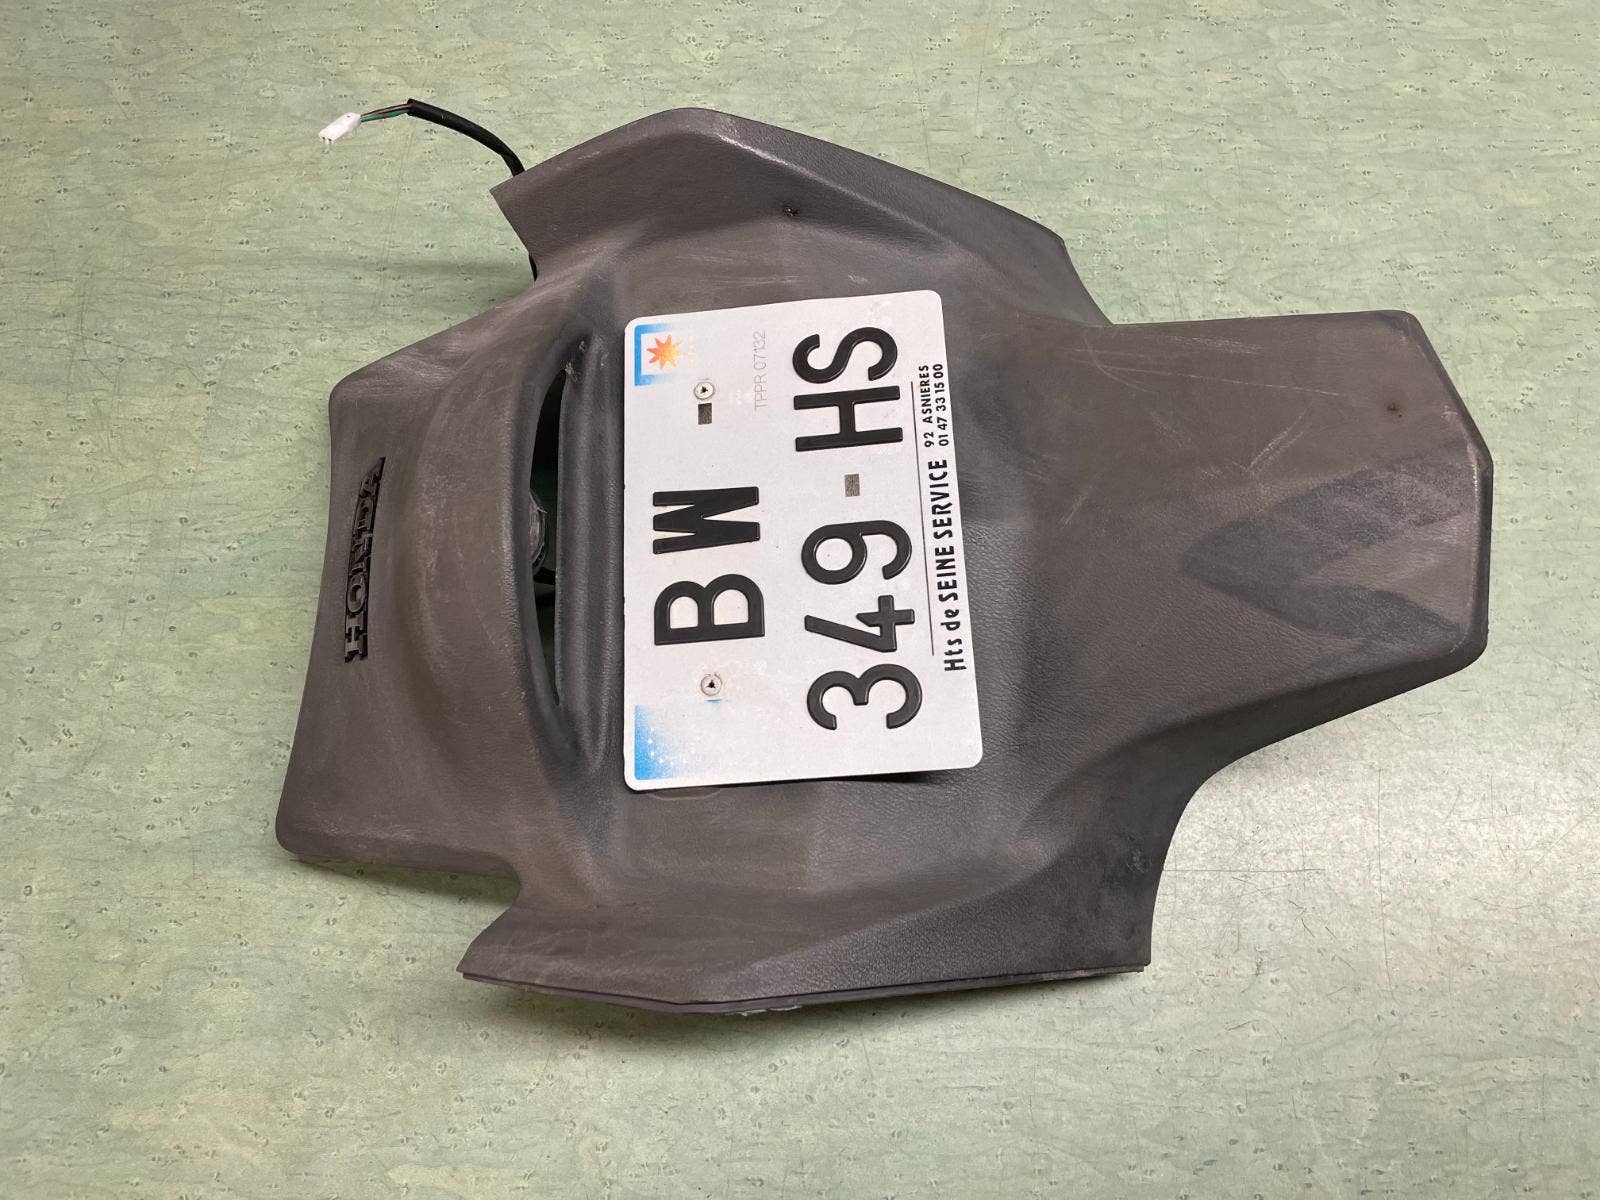 HONDA
TPPR 07132
BW
349-HS
Hts de SEINE SERVICE
92 ASNIERES
01 47 33 15 00